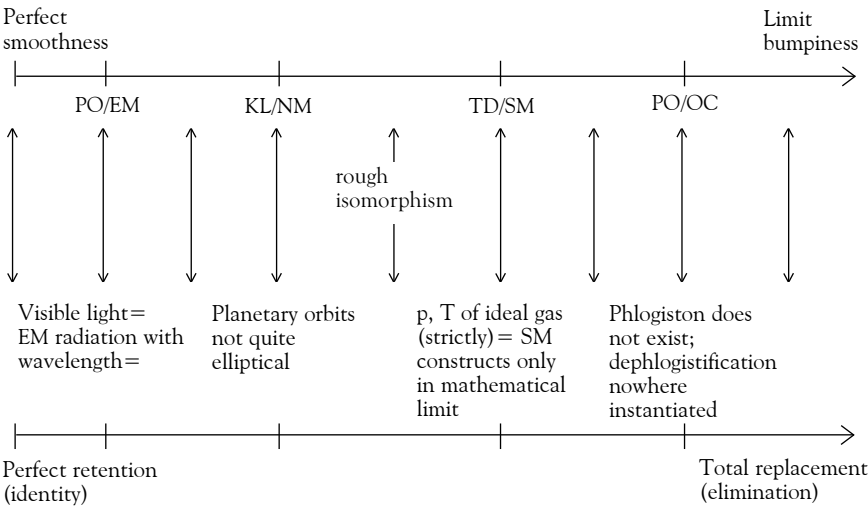 Perfect
smoothness
Limit
bumpiness
PO/EM
KL/NM
TD/SM
PO/OC
rough
isomorphism
Visible light=
EM radiation with
wavelength=
Planetary orbits
not quite
elliptical
p, T of ideal gas
(strictly)= SM
constructs only
in mathematical
limit
Phlogiston does
not exist;
dephlogistification
nowhere
instantiated
Perfect retention
(identity)
Total replacement
(elimination)